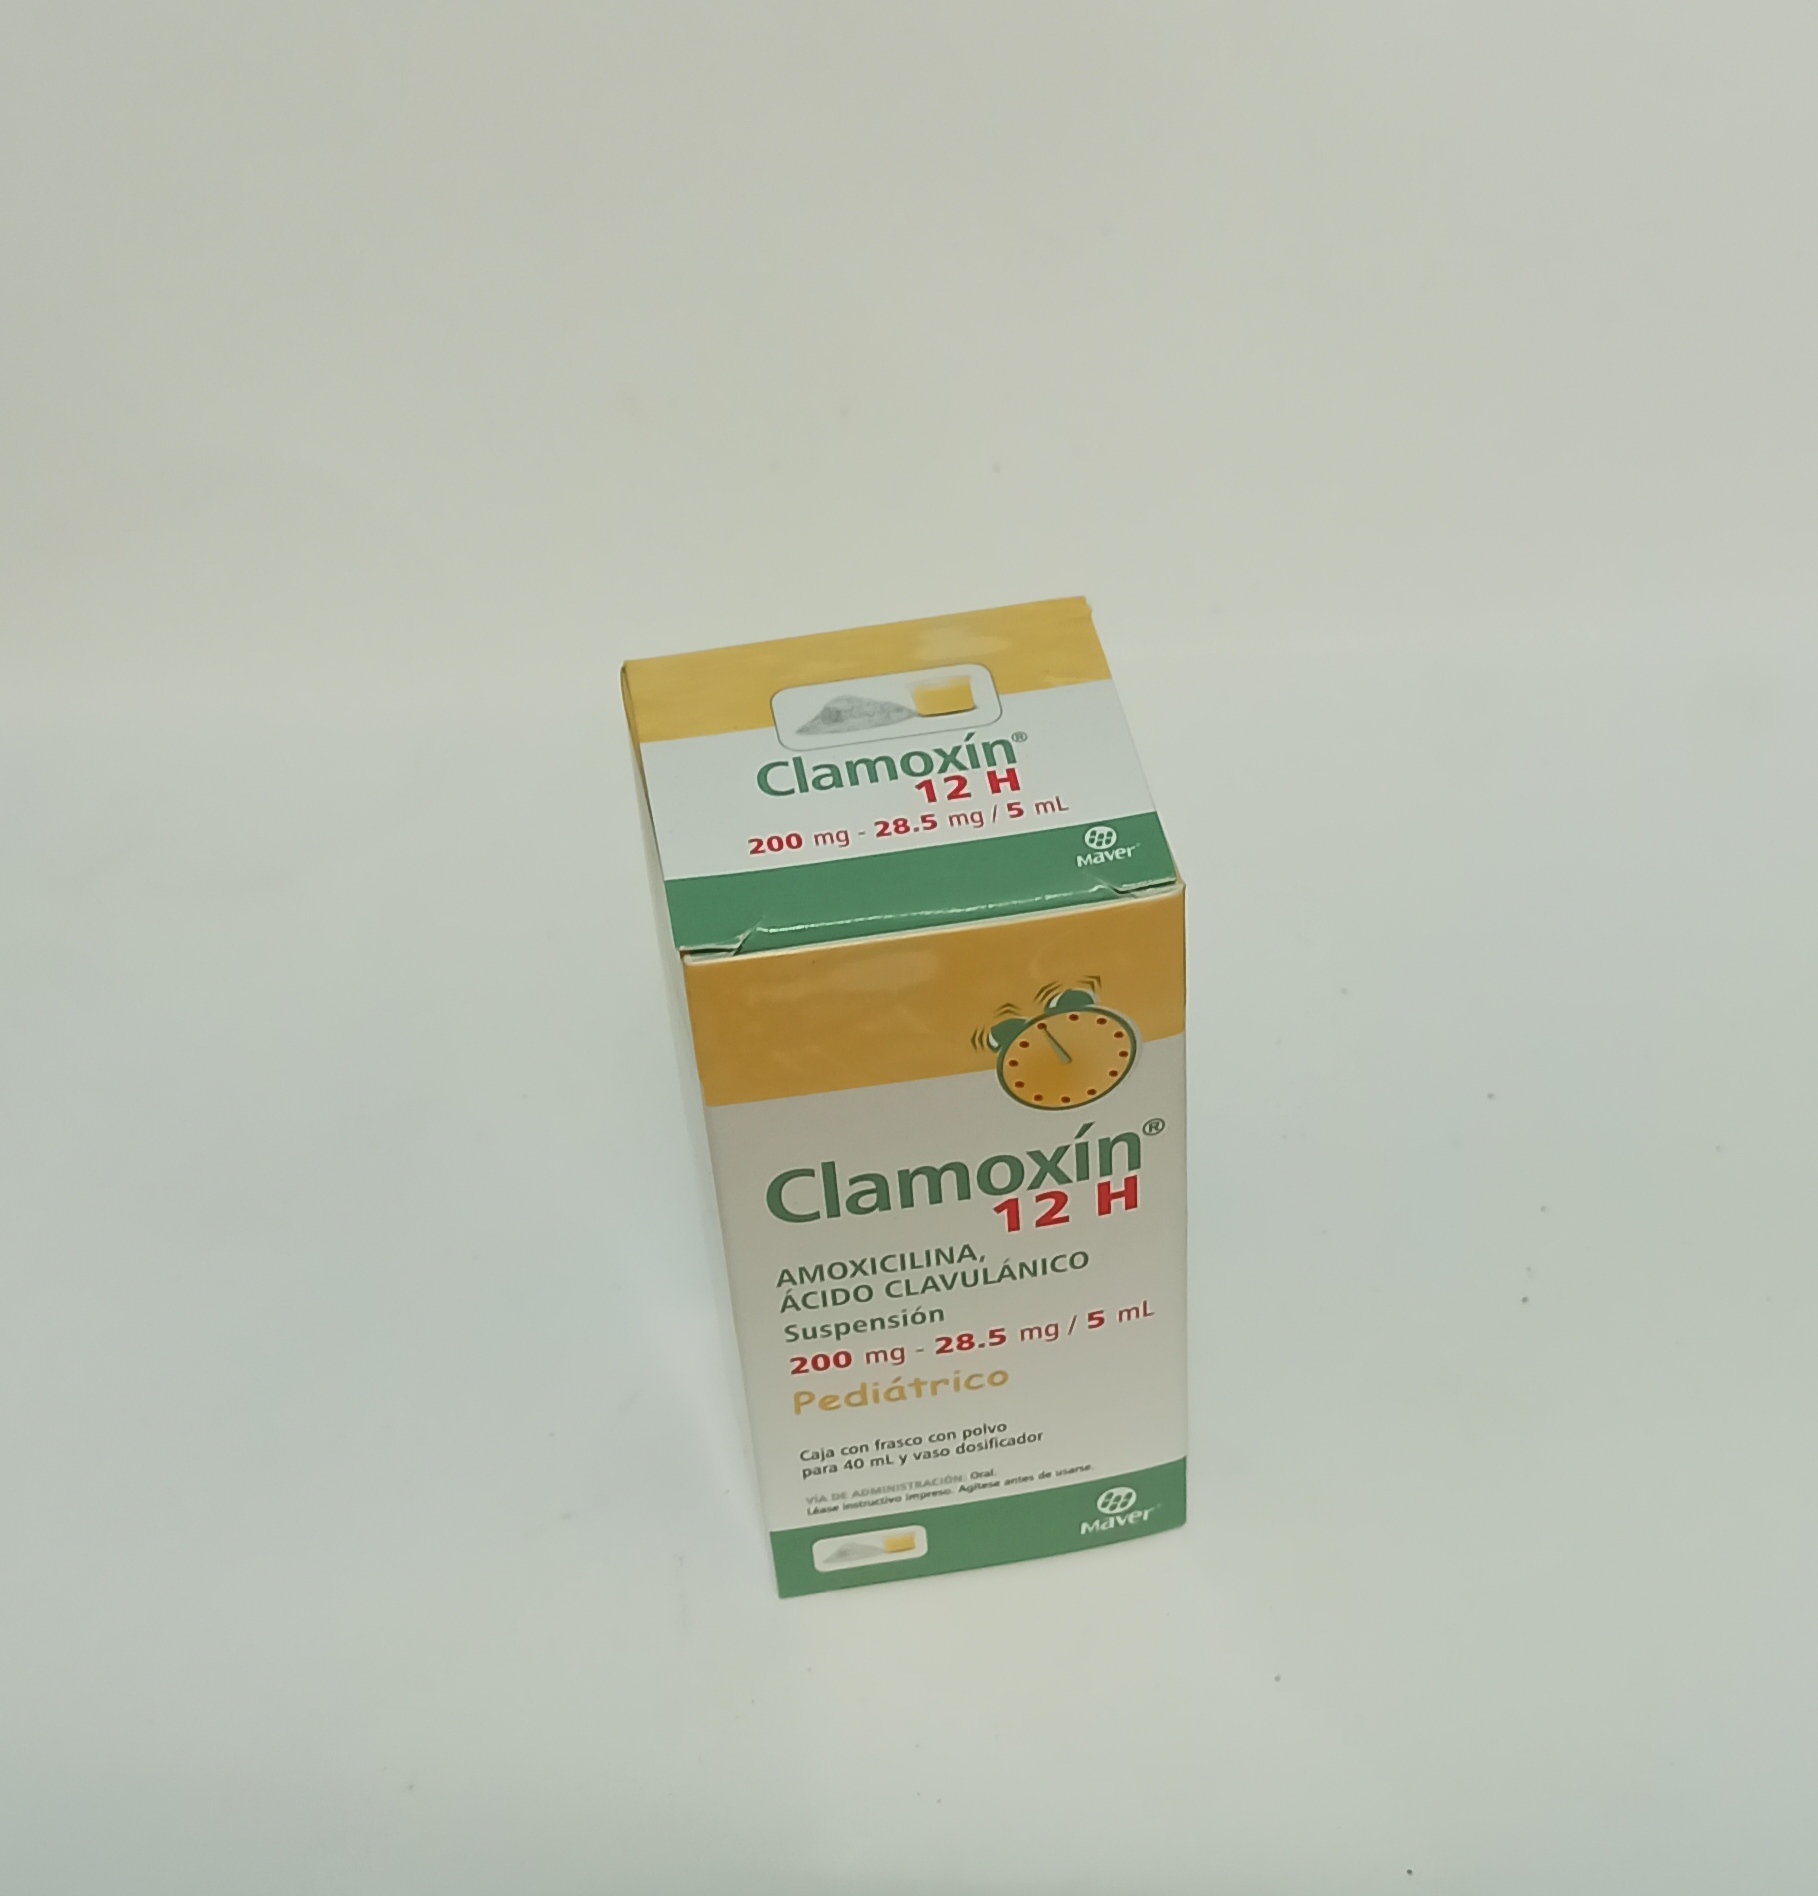 Clamoxín®
12 H
200 mg - 28.5 mg / 5 mL
Maver
Clamoxín®
12 H
AMOXICILINA,
ÁCIDO CLAVULÁNICO
Suspensión
200 mg - 28.5 mg / 5 mL
Pediátrico
Caja con frasco con polvo
para 40 mL y vaso dosificador
VÍA DE ADMINISTRACIÓN: Oral.
Léase instructivo impreso. Agítese antes de usarse.
Maver